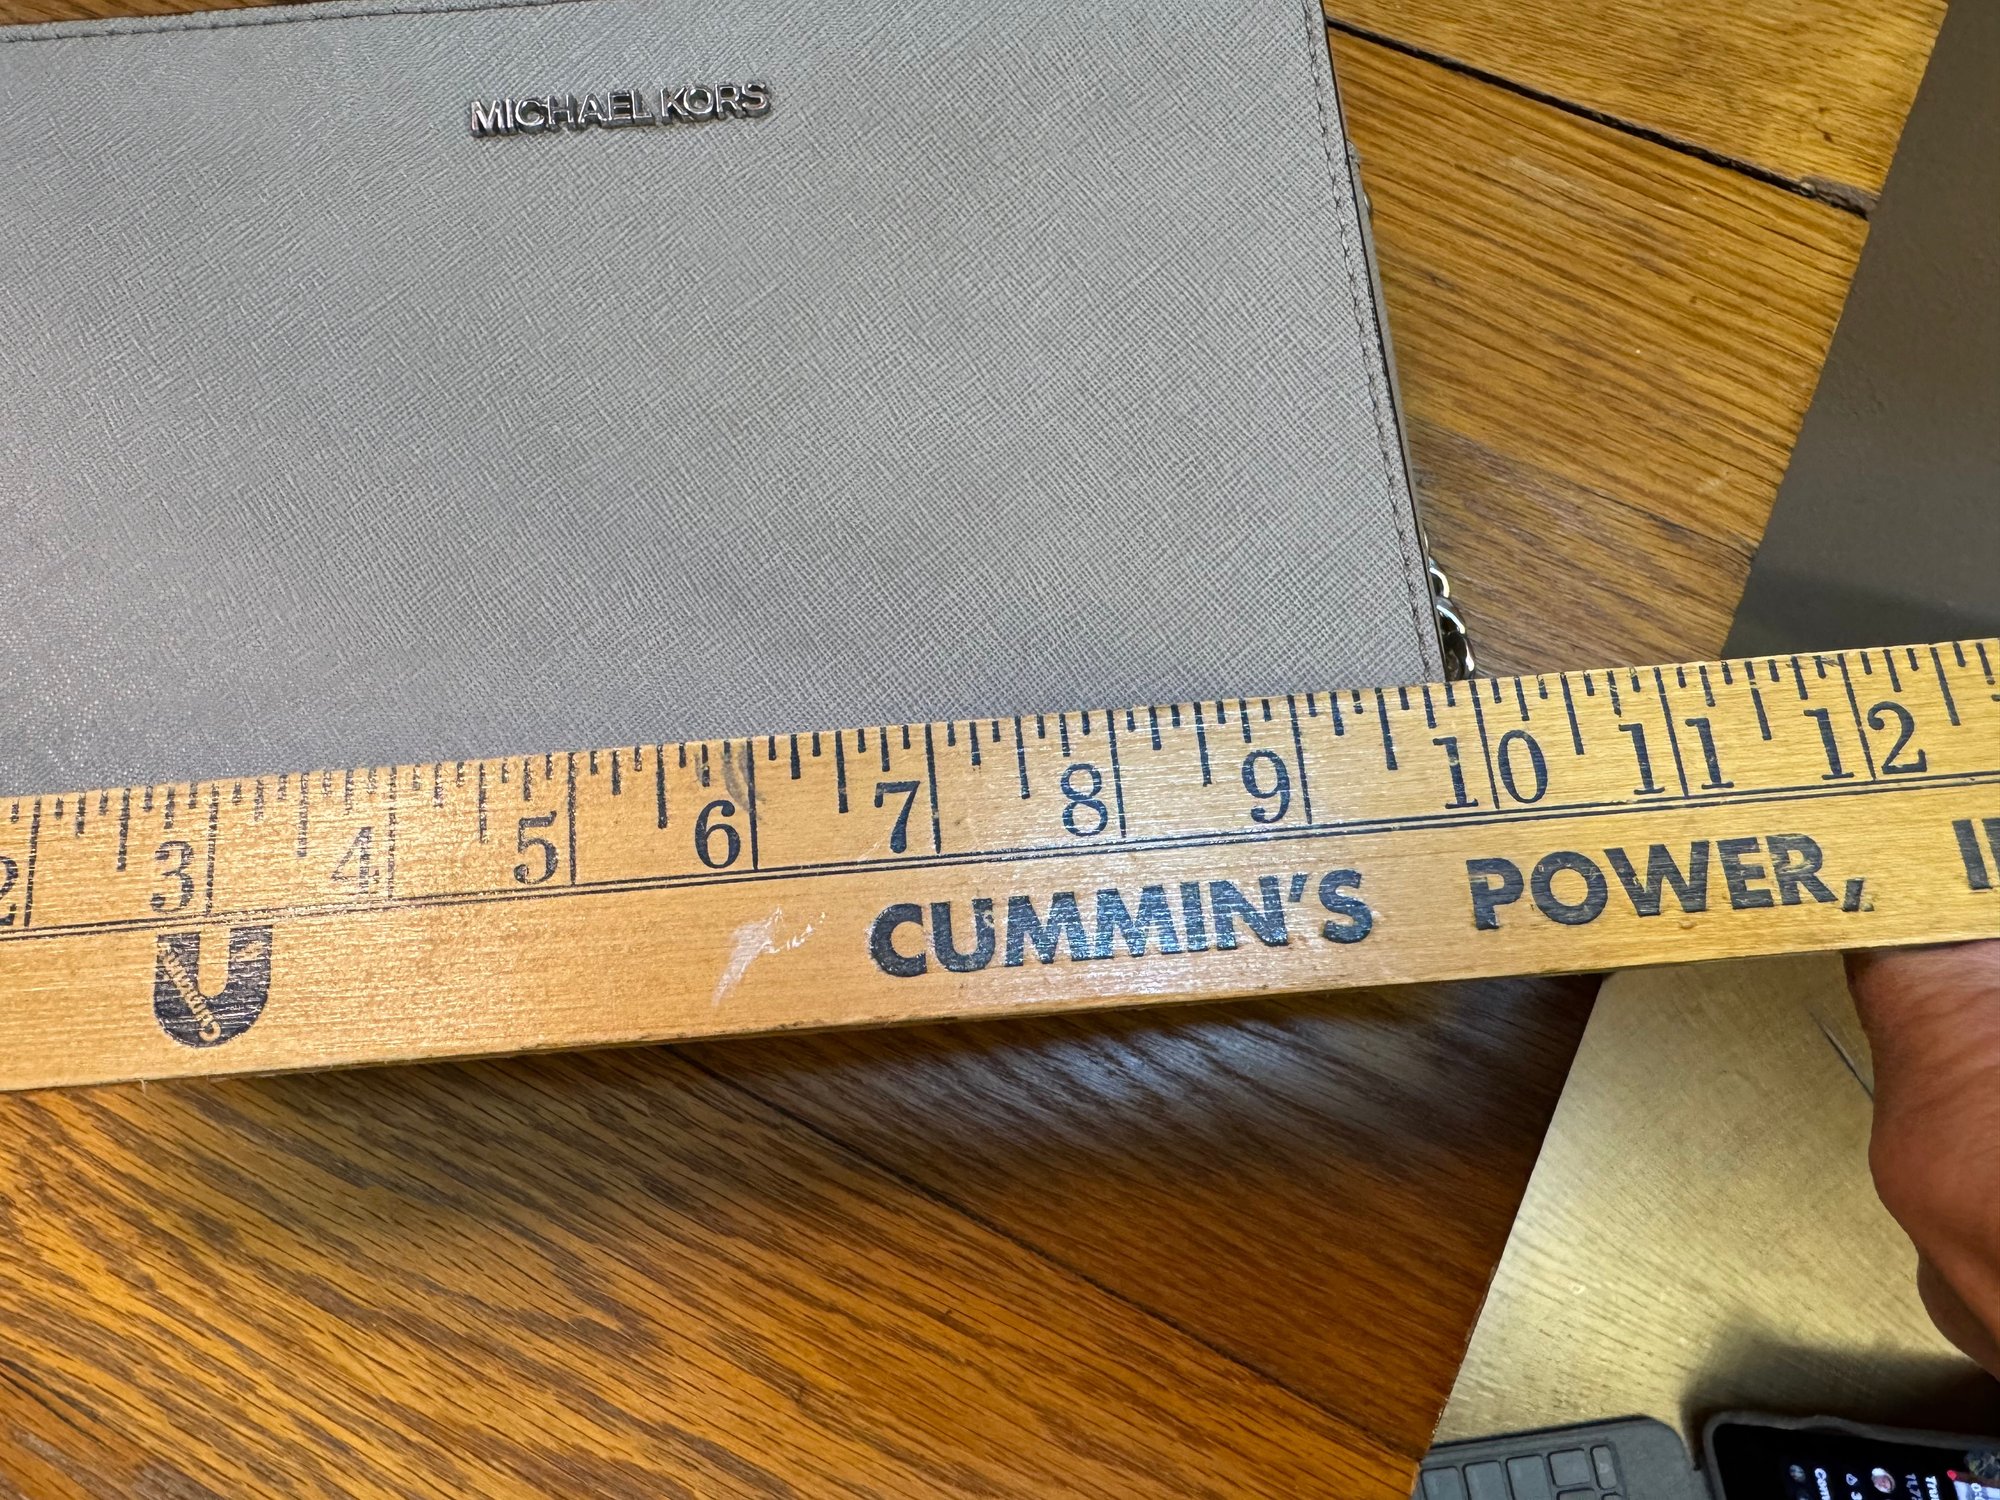 MICHAEL KORS
2 3 4 5 6 7 8 9 10 11 12
CUMMIN'S POWER,